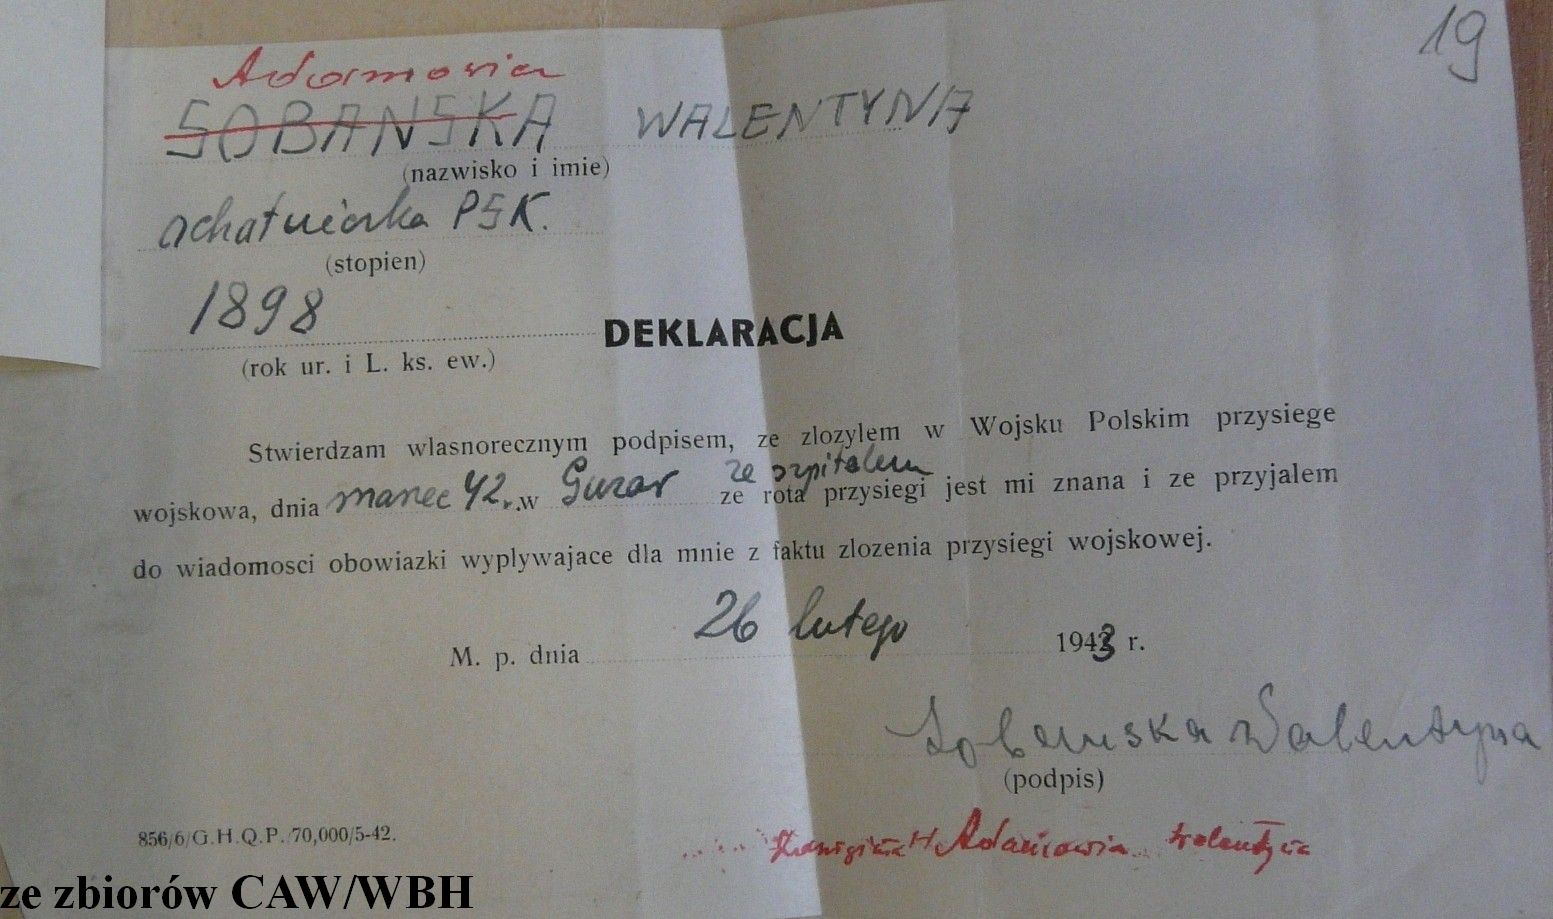 19
Adamowicz
SOBANSKA WALENTYNA
(nazwisko i imie)
ochotniczka PSK.
(stopien)
1898
DEKLARACJA
(rok ur. i L. ks. ew.)
Stwierdzam wlasnorecznym podpisem, ze zlozylem w Wojsku Polskim przysiege
ze szpitalem
wojskowa, dnia marzec 42. w Guzar ze rota przysiegi jest mi znana i ze przyjalem
do wiadomosci obowiazki wyplywajace dla mnie z faktu zlozenia przysiegi wojskowej.
M. p. dnia 26 lutego 1943 r.
Sobanska Walentyna
(podpis)
856/6/G.H.Q.P./70,000/5-42.
ze zbiorów CAW/WBH